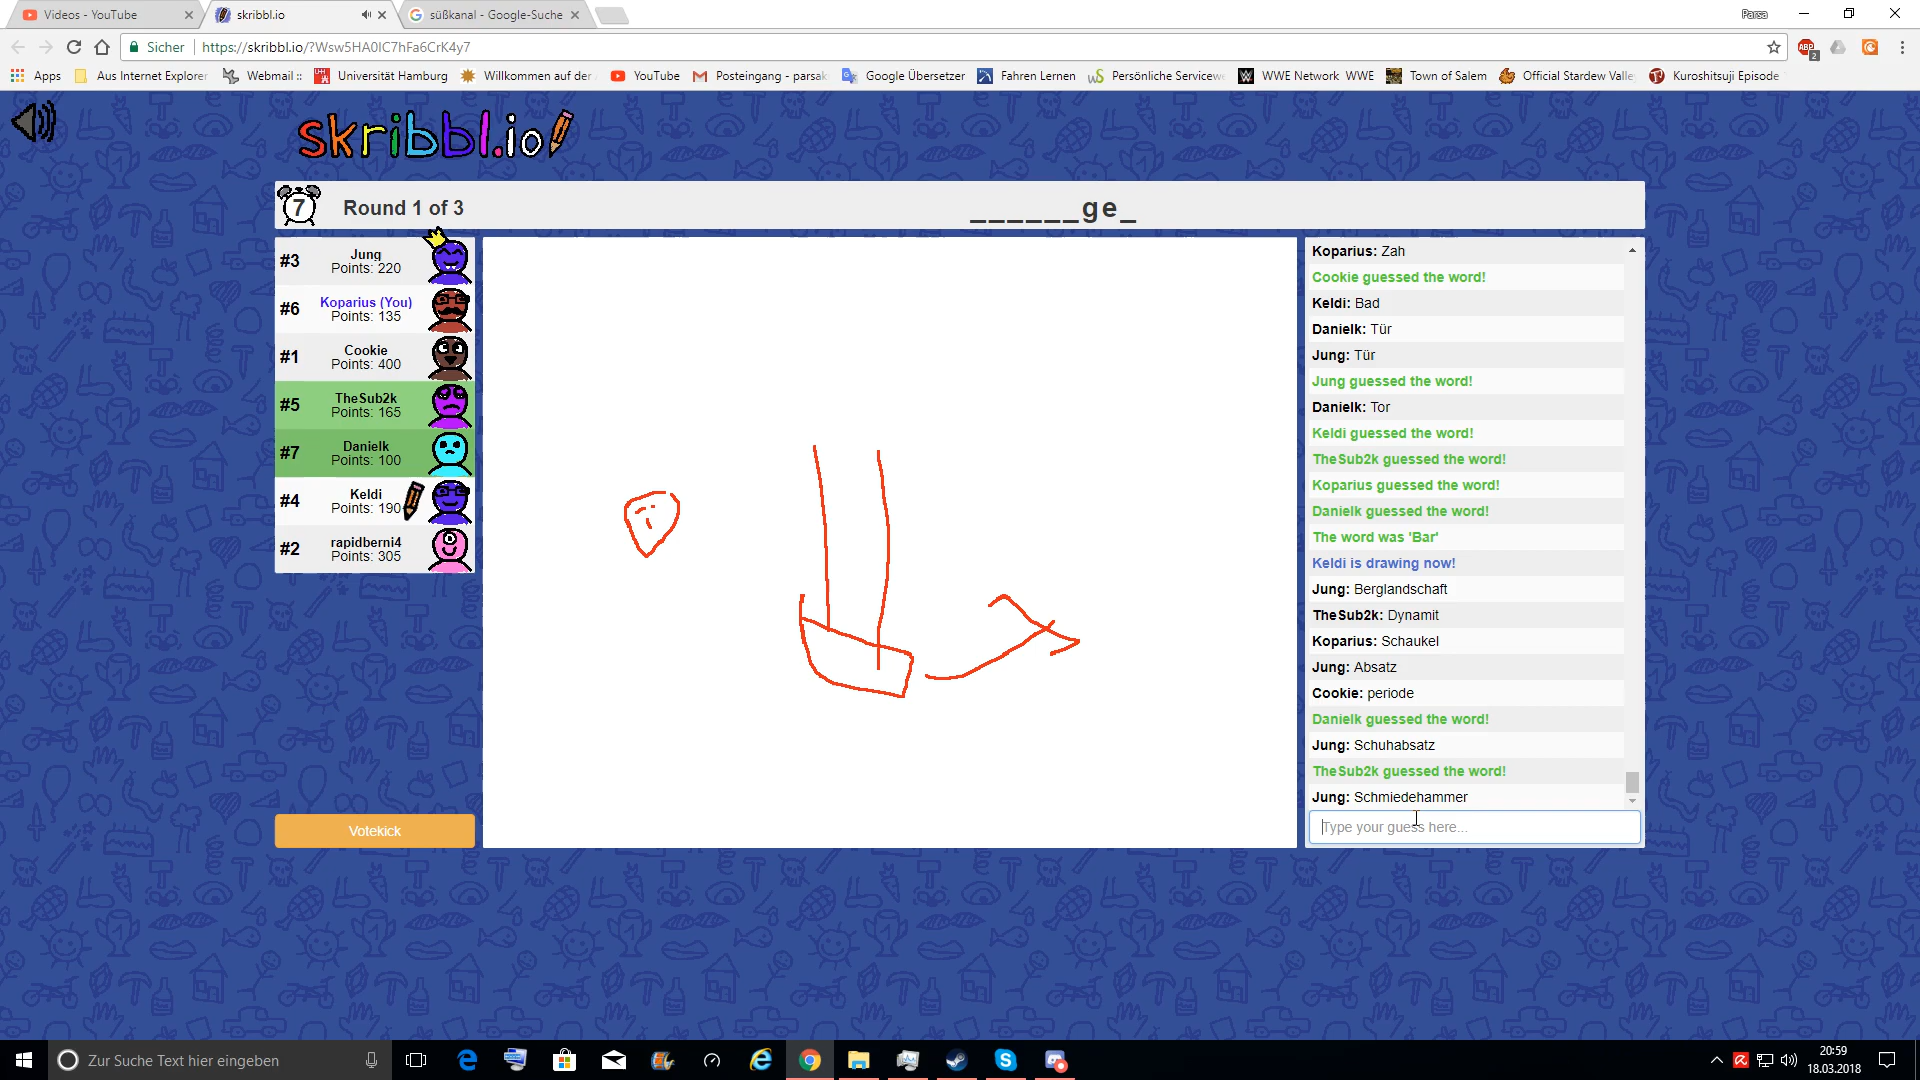 Videos - YouTube
skribbl.io
süßkanal - Google-Suche
Parsa
Sicher
https://skribbl.io/?Wsw5HA0IC7hFa6CrK4y7
ABP
2
Apps
Aus Internet Explorer
Webmail ::
Universität Hamburg
Willkommen auf der
YouTube
Posteingang - parsak
Google Übersetzer
Fahren Lernen
Persönliche Servicewe
WWE Network WWE
Town of Salem
Official Stardew Valle
Kuroshitsuji Episode
skribbl.io
7
Round 1 of 3
______ge_
#3
Jung
Points: 220
#6
Koparius (You)
Points: 135
#1
Cookie
Points: 400
#5
TheSub2k
Points: 165
#7
Danielk
Points: 100
#4
Keldi
Points: 190
#2
rapidberni4
Points: 305
Votekick
Koparius: Zah
Cookie guessed the word!
Keldi: Bad
Danielk: Tür
Jung: Tür
Jung guessed the word!
Danielk: Tor
Keldi guessed the word!
TheSub2k guessed the word!
Koparius guessed the word!
Danielk guessed the word!
The word was 'Bar'
Keldi is drawing now!
Jung: Berglandschaft
TheSub2k: Dynamit
Koparius: Schaukel
Jung: Absatz
Cookie: periode
Danielk guessed the word!
Jung: Schuhabsatz
TheSub2k guessed the word!
Jung: Schmiedehammer
Type your guess here...
Zur Suche Text hier eingeben
20:59
18.03.2018